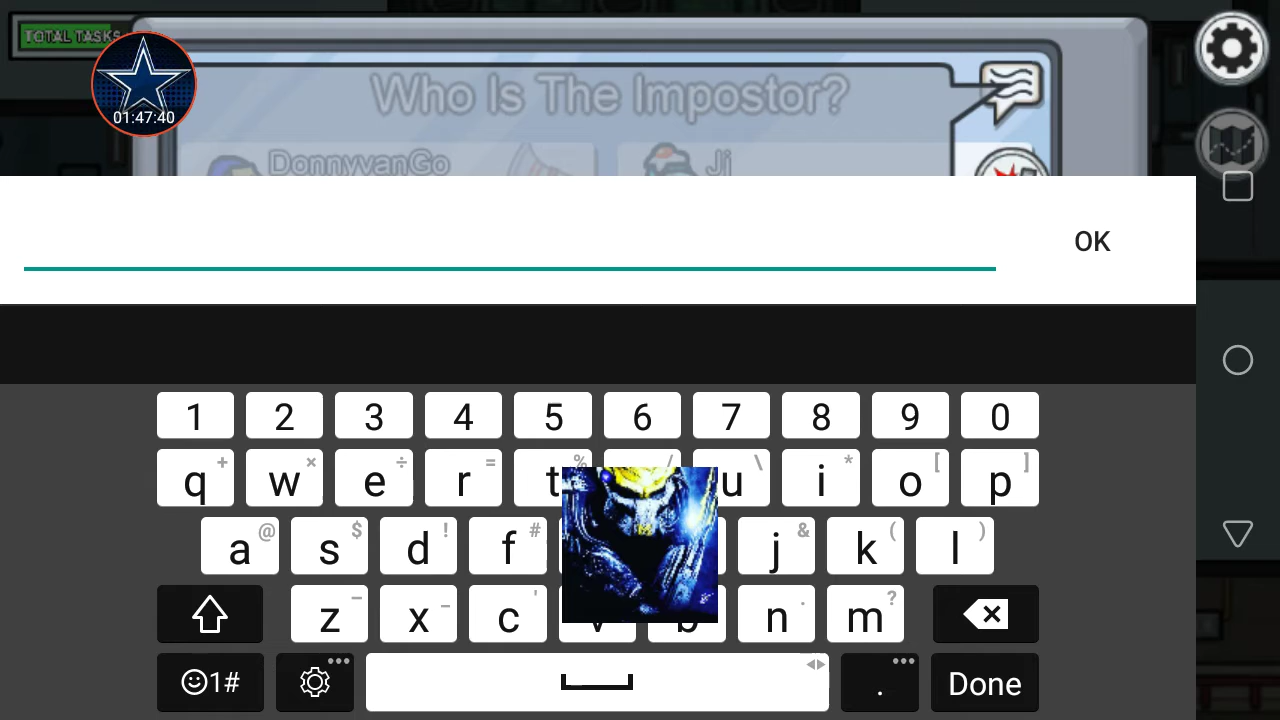 TOTAL TASKS
01:47:40
Who Is The Impostor?
DonnyvanGo Ji
OK
1 2 3 4 5 6 7 8 9 0
q + w × e ÷ r = t % / u \ i * o [ p ]
a @ s $ d ! f # j & k ( l )
z – x - c ' v b n . m ?
1# . Done